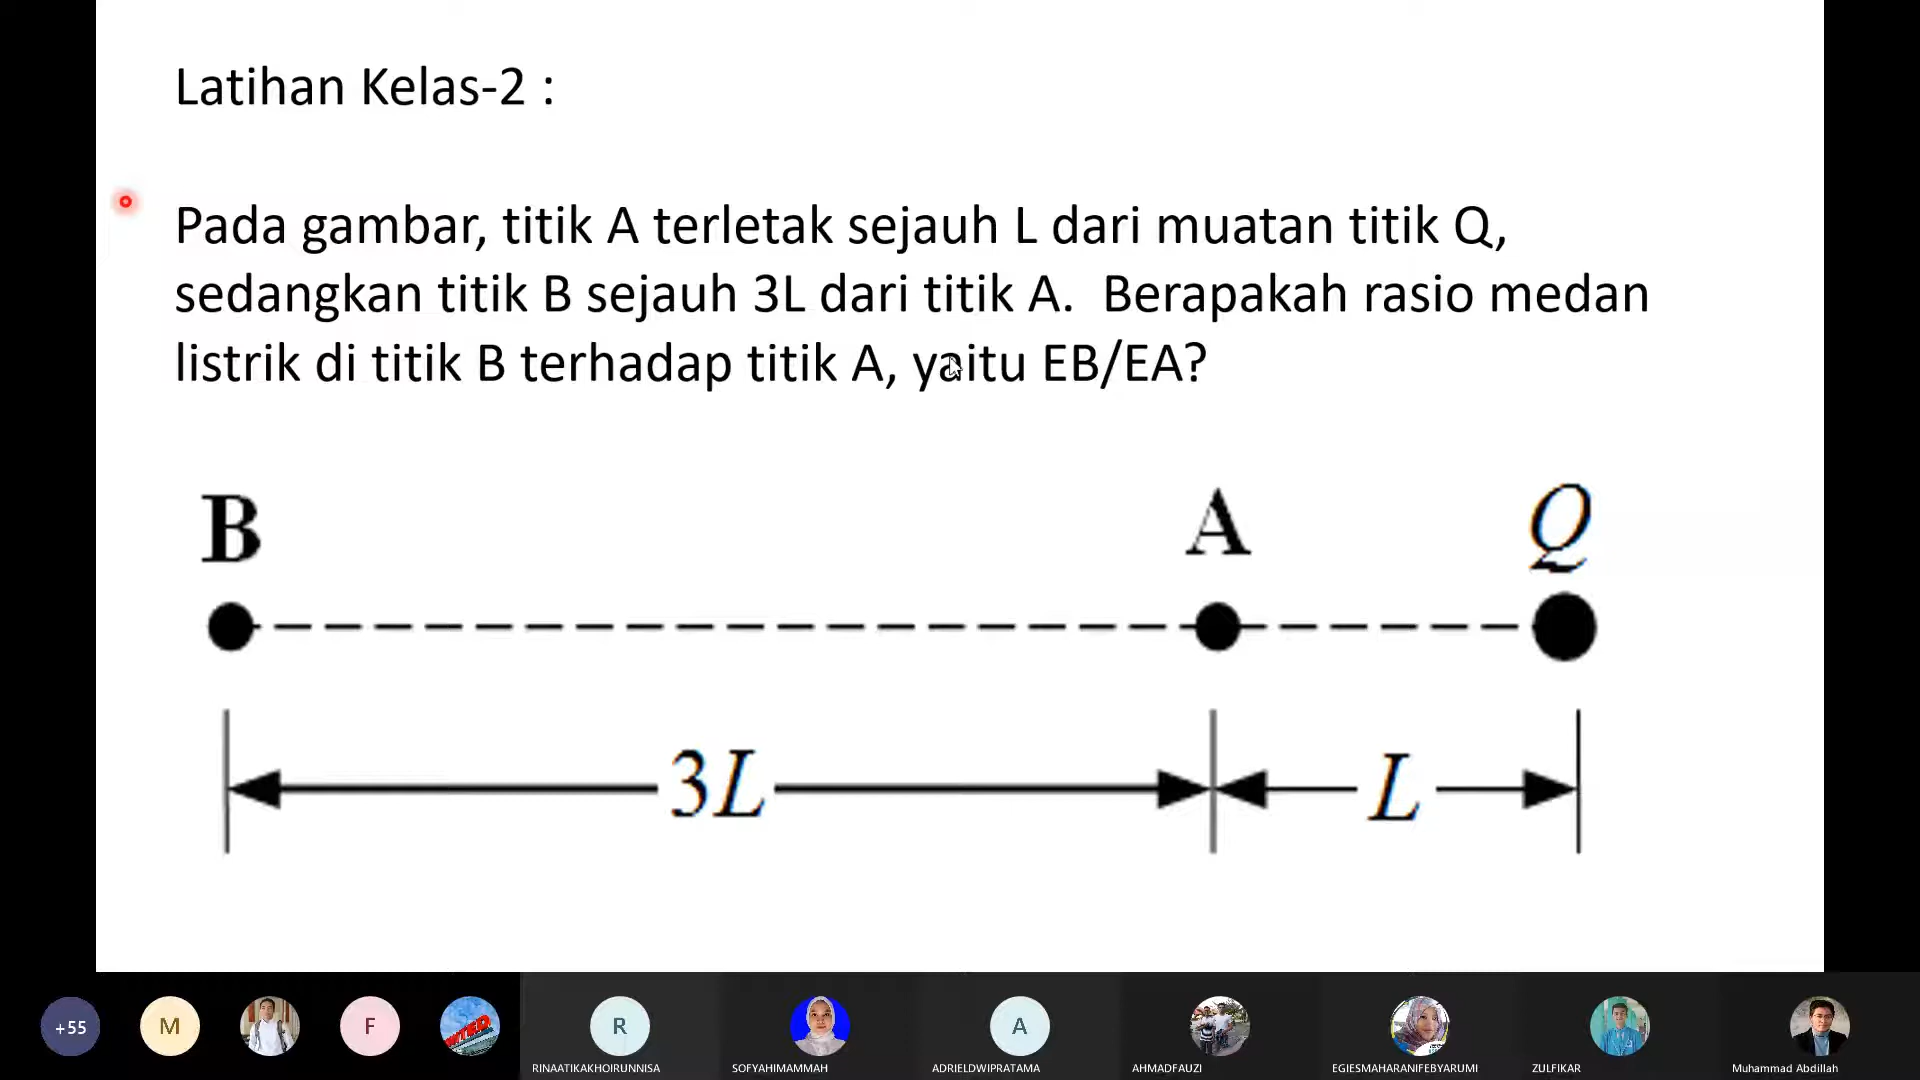 Latihan Kelas-2 :
Pada gambar, titik A terletak sejauh L dari muatan titik Q,
sedangkan titik B sejauh 3L dari titik A. Berapakah rasio medan
listrik di titik B terhadap titik A, yaitu EB/EA?
B A Q
3L L
+55 M F R A
RINAATIKAKHOIRUNNISA SOFYAHIMAMMAH ADRIELDWIPRATAMA AHMADFAUZI EGIESMAHARANIFEBYARUMI ZULFIKAR Muhammad Abdillah